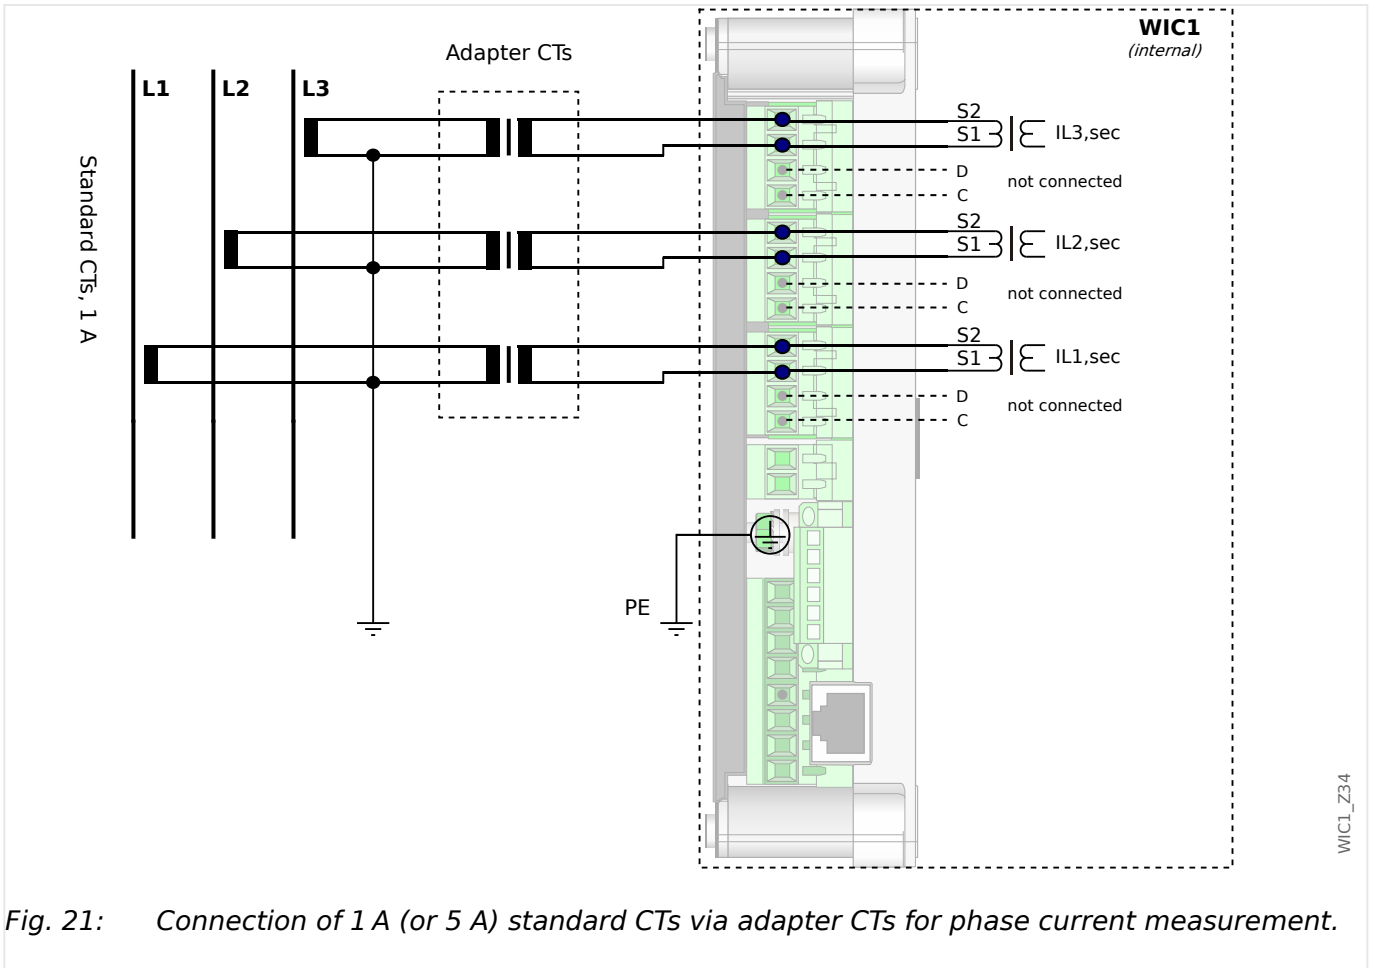 WIC1
(internal)
Adapter CTs
L1
L2
L3
Standard CTs, 1 A
S2
S1
IL3,sec
D
not connected
C
S2
S1
IL2,sec
D
not connected
C
S2
S1
IL1,sec
D
not connected
C
PE
WIC1_Z34
Fig. 21: Connection of 1 A (or 5 A) standard CTs via adapter CTs for phase current measurement.